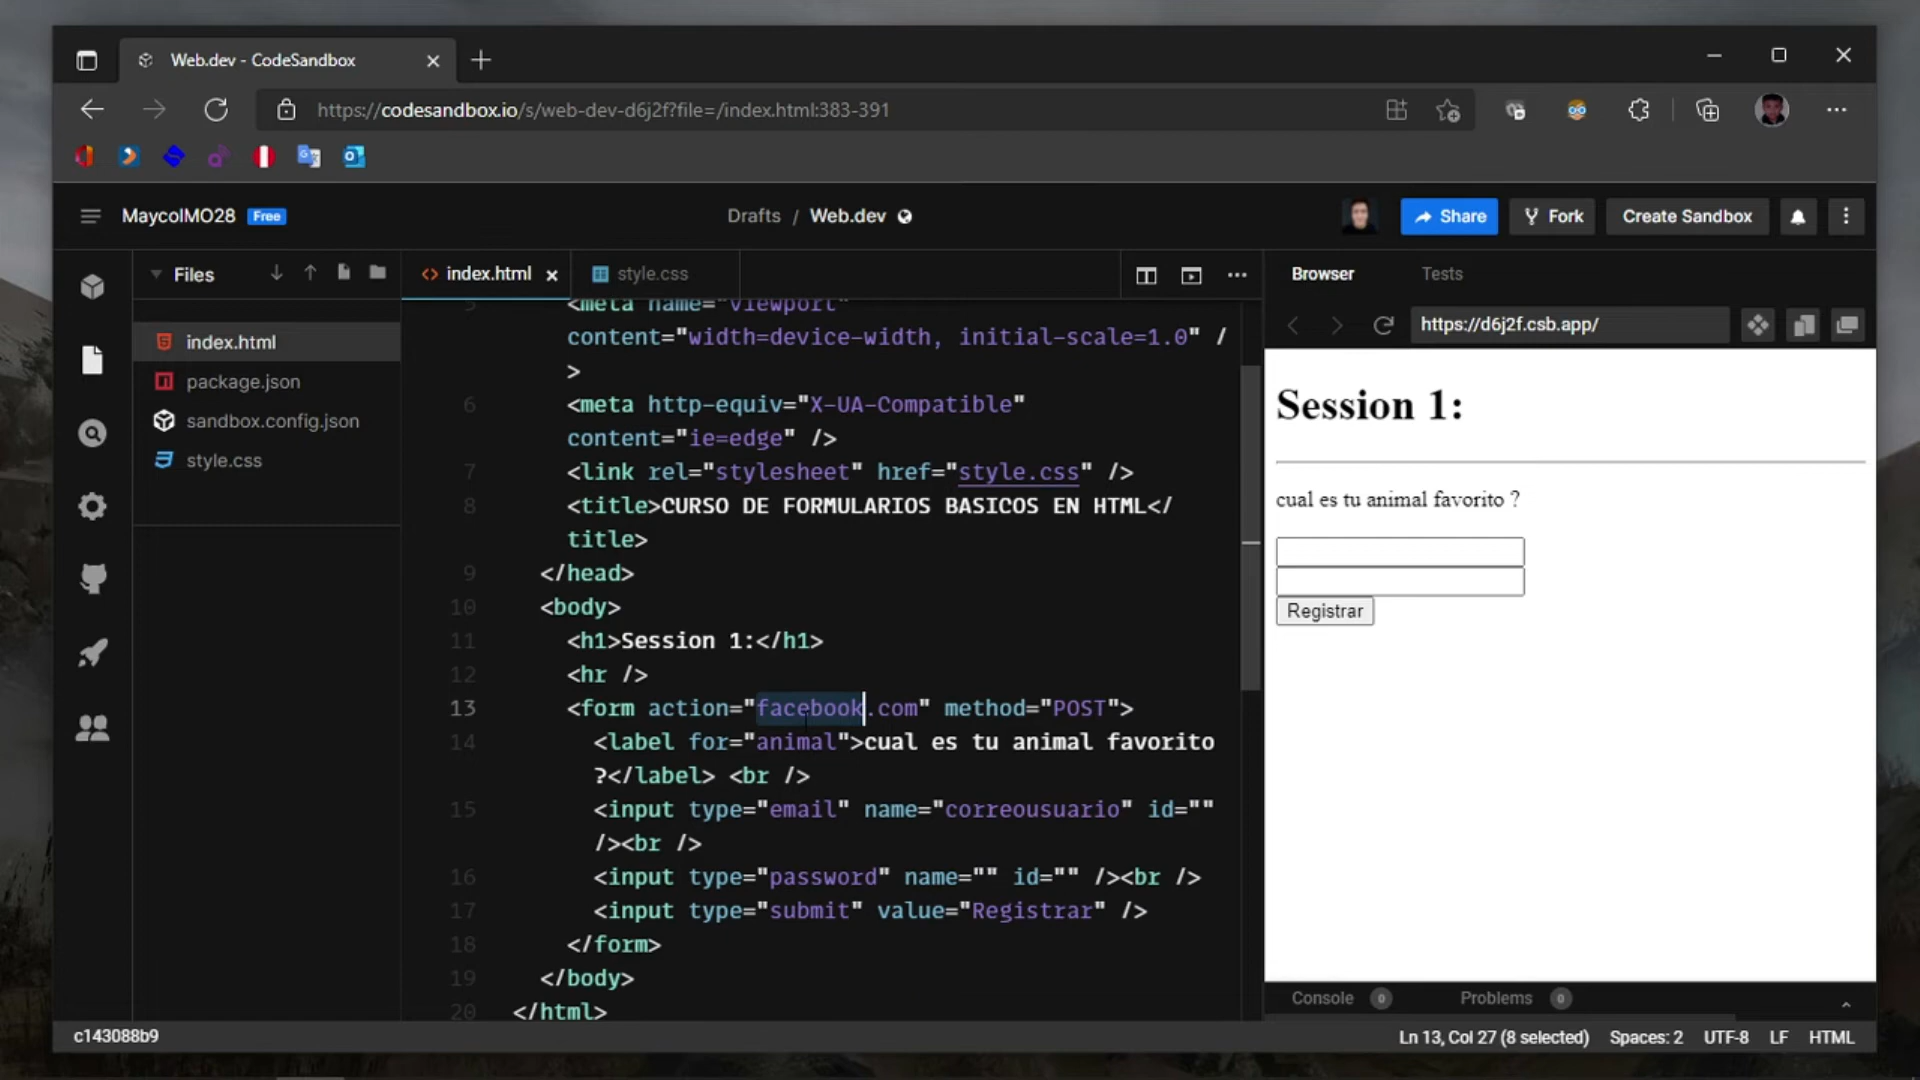 Web.dev - CodeSandbox
https://codesandbox.io/s/web-dev-d6j2f?file=/index.html:383-391
MaycolMO28 Free
Drafts / Web.dev
Share
Fork
Create Sandbox
Files
index.html
style.css
Browser
Tests
https://d6j2f.csb.app/
index.html
package.json
sandbox.config.json
style.css
5 <meta name="viewport"
content="width=device-width, initial-scale=1.0" /
>
6 <meta http-equiv="X-UA-Compatible"
content="ie=edge" />
7 <link rel="stylesheet" href="style.css" />
8 <title>CURSO DE FORMULARIOS BASICOS EN HTML</
title>
9 </head>
10 <body>
11 <h1>Session 1:</h1>
12 <hr />
13 <form action="facebook.com" method="POST">
14 <label for="animal">cual es tu animal favorito
?</label> <br />
15 <input type="email" name="correousuario" id=""
/><br />
16 <input type="password" name="" id="" /><br />
17 <input type="submit" value="Registrar" />
18 </form>
19 </body>
20 </html>
Session 1:
cual es tu animal favorito ?
Registrar
Console 0
Problems 0
c143088b9
Ln 13, Col 27 (8 selected)
Spaces: 2
UTF-8
LF
HTML